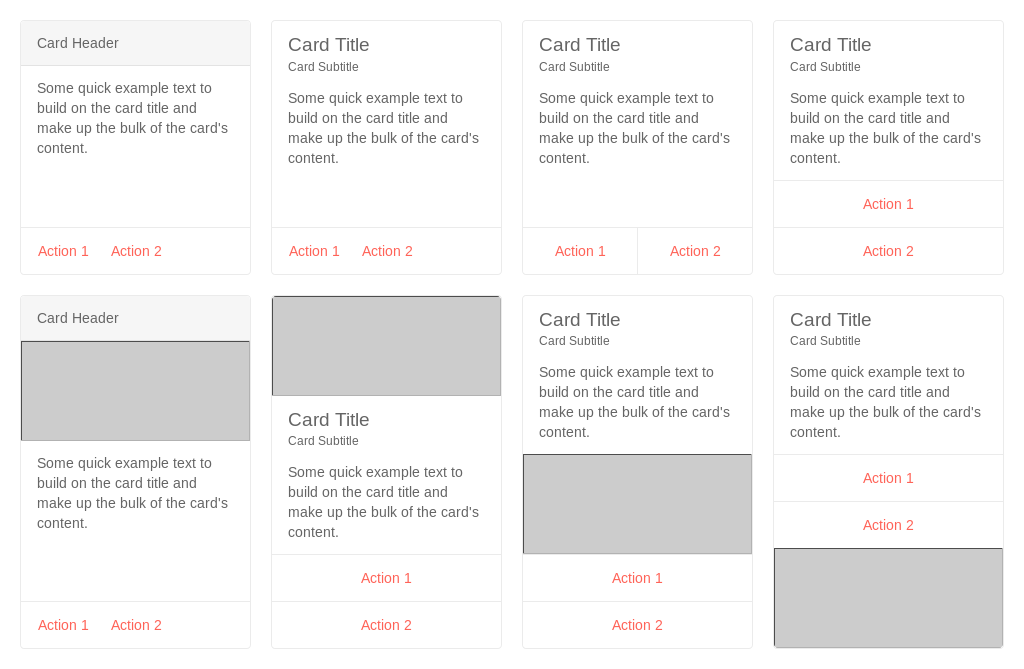 Card Header
Some quick example text to
build on the card title and
make up the bulk of the card's
content.
Action 1 Action 2
Card Title
Card Subtitle
Some quick example text to
build on the card title and
make up the bulk of the card's
content.
Action 1 Action 2
Card Title
Card Subtitle
Some quick example text to
build on the card title and
make up the bulk of the card's
content.
Action 1 Action 2
Card Title
Card Subtitle
Some quick example text to
build on the card title and
make up the bulk of the card's
content.
Action 1
Action 2
Card Header
Some quick example text to
build on the card title and
make up the bulk of the card's
content.
Action 1 Action 2
Card Title
Card Subtitle
Some quick example text to
build on the card title and
make up the bulk of the card's
content.
Action 1
Action 2
Card Title
Card Subtitle
Some quick example text to
build on the card title and
make up the bulk of the card's
content.
Action 1
Action 2
Card Title
Card Subtitle
Some quick example text to
build on the card title and
make up the bulk of the card's
content.
Action 1
Action 2